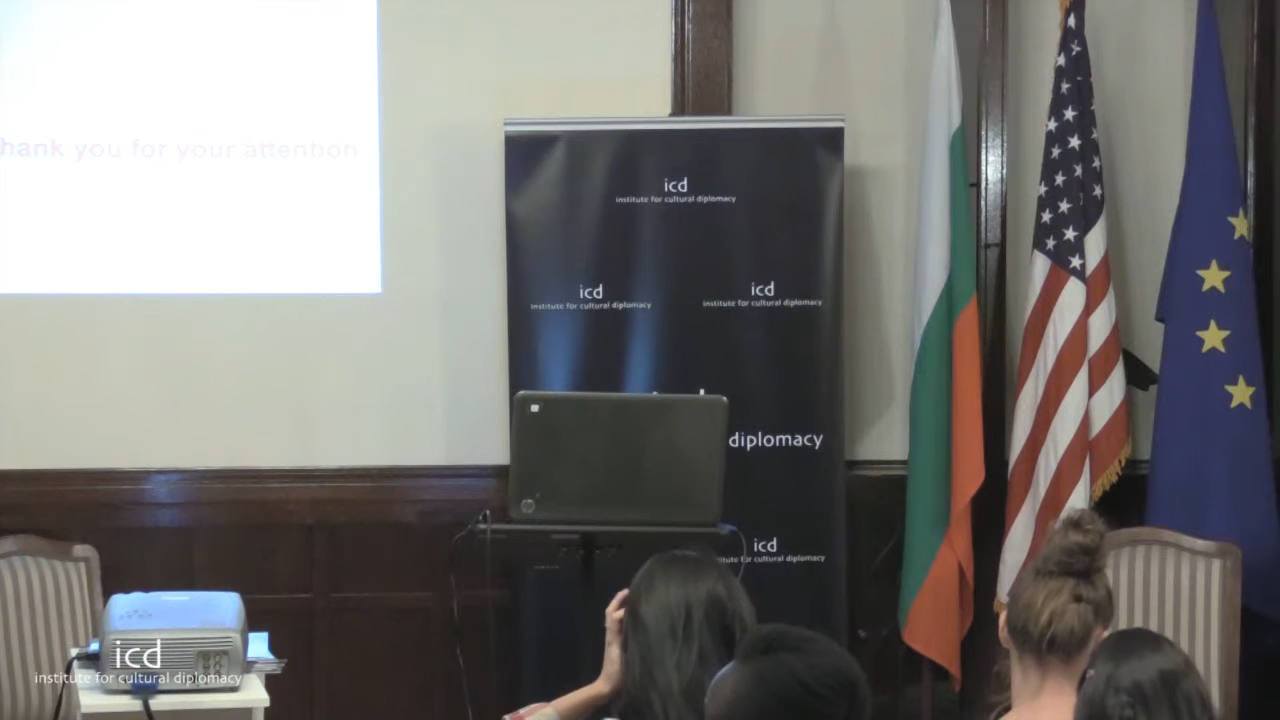 hank you for your attention
icd
institute for cultural diplomacy
icd
institute for cultural diplomacy
icd
institute for cultural diplomacy
diplomacy
icd
institute for cultural diplomacy
hp
icd
institute for cultural diplomacy